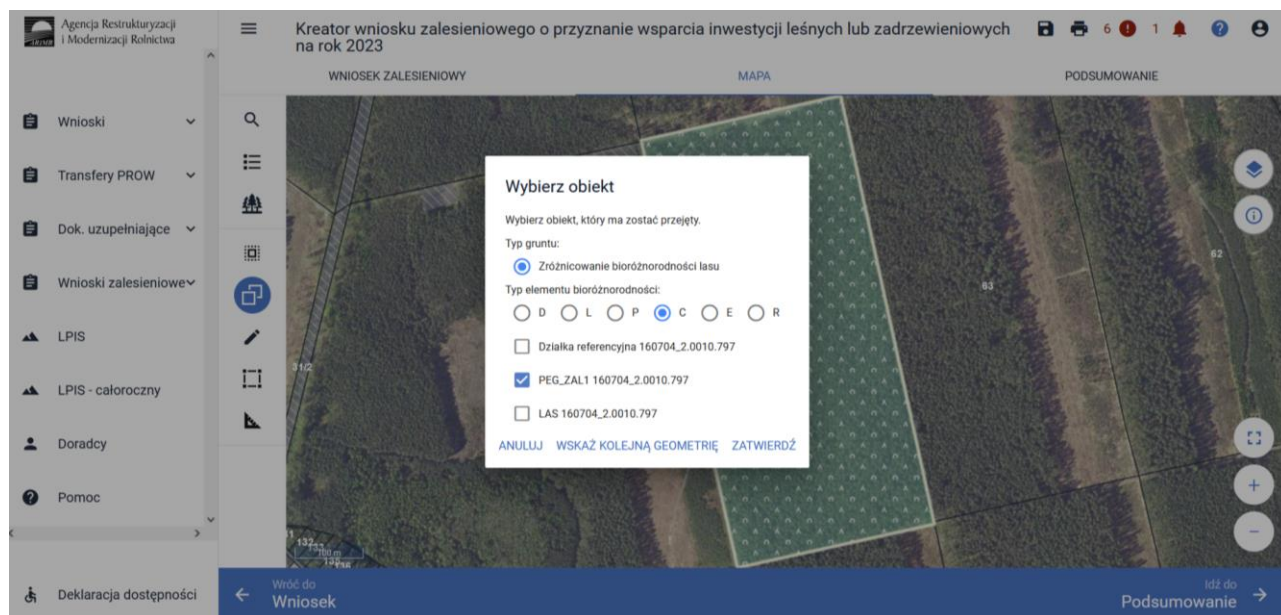 Agencja Restrukturyzacji
i Modernizacji Rolnictwa
ARiMR
Kreator wniosku zalesieniowego o przyznanie wsparcia inwestycji leśnych lub zadrzewieniowych
na rok 2023
6
1
WNIOSEK ZALESIENIOWY
MAPA
PODSUMOWANIE
Wnioski
Transfery PROW
Dok. uzupełniające
Wnioski zalesieniowe
LPIS
LPIS - całoroczny
Doradcy
Pomoc
Deklaracja dostępności
Wybierz obiekt
Wybierz obiekt, który ma zostać przejęty.
Typ gruntu:
Zróżnicowanie bioróżnorodności lasu
Typ elementu bioróżnorodności:
D L P C E R
Działka referencyjna 160704_2.0010.797
PEG_ZAL1 160704_2.0010.797
LAS 160704_2.0010.797
ANULUJ WSKAŻ KOLEJNĄ GEOMETRIĘ ZATWIERDŹ
62
63
31/2
132
100 m
Wróć do
Wniosek
Idź do
Podsumowanie